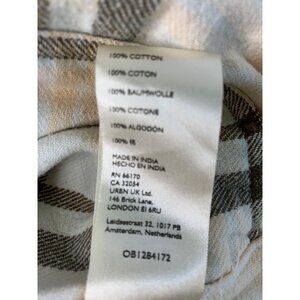 100% COTTON
100% COTON
100% BAUMWOLLE
100% COTONE
100% ALGODÓN
100% 棉
MADE IN INDIA
HECHO EN INDIA
RN 66170
CA 32054
URBN UK Ltd.
146 Brick Lane,
LONDON E1 6RU
Leidsestraat 32, 1017 PB
Amsterdam, Netherlands
OB1284172